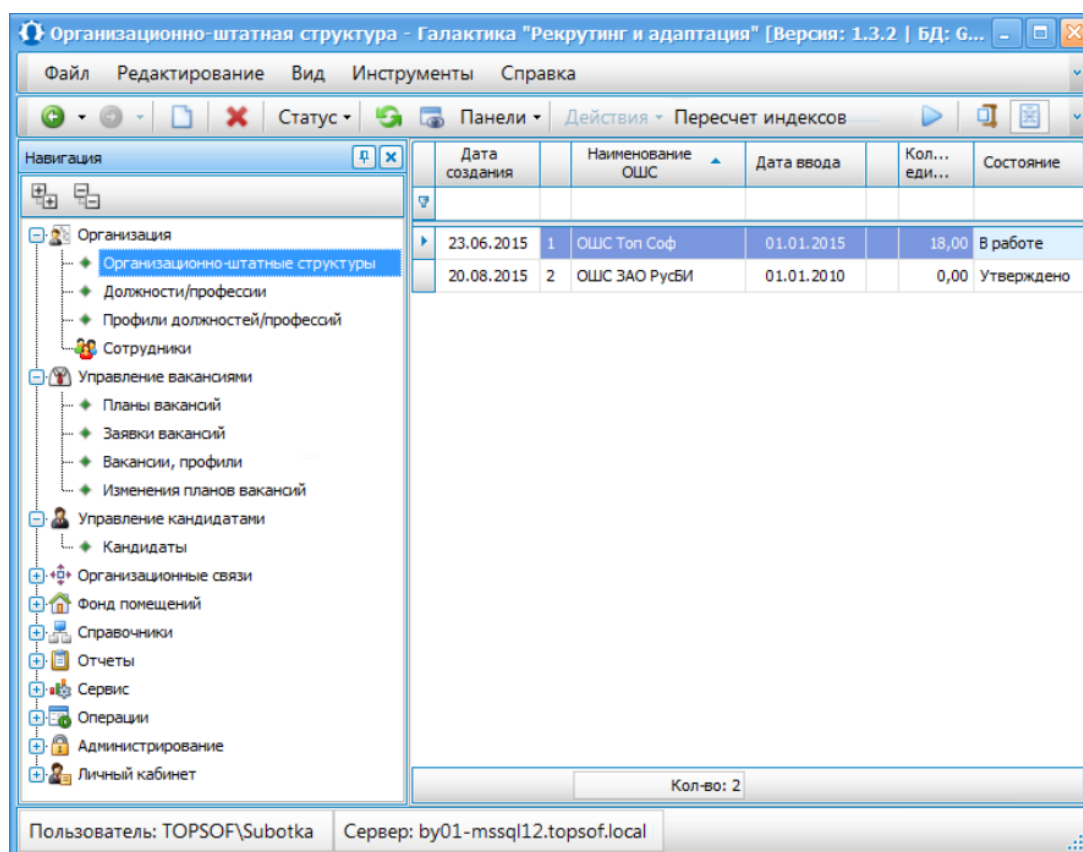 Организационно-штатная структура - Галактика "Рекрутинг и адаптация" [Версия: 1.3.2 | БД: G...
Файл Редактирование Вид Инструменты Справка
Статус Панели Действия Пересчет индексов
Навигация
Организация
Организационно-штатные структуры
Должности/профессии
Профили должностей/профессий
Сотрудники
Управление вакансиями
Планы вакансий
Заявки вакансий
Вакансии, профили
Изменения планов вакансий
Управление кандидатами
Кандидаты
Организационные связи
Фонд помещений
Справочники
Отчеты
Сервис
Операции
Администрирование
Личный кабинет
Дата создания Наименование ОШС Дата ввода Кол... еди... Состояние
23.06.2015 1 ОШС Топ Соф 01.01.2015 18,00 В работе
20.08.2015 2 ОШС ЗАО РусБИ 01.01.2010 0,00 Утверждено
Кол-во: 2
Пользователь: TOPSOF\Subotka Сервер: by01-mssql12.topsof.local